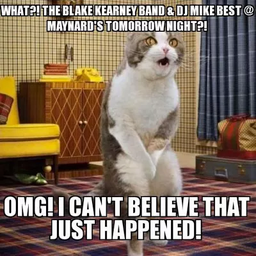 WHAT?! THE BLAKE KEARNEY BAND & DJ MIKE BEST @
MAYNARD'S TOMORROW NIGHT?!
OMG! I CAN'T BELIEVE THAT
JUST HAPPENED!